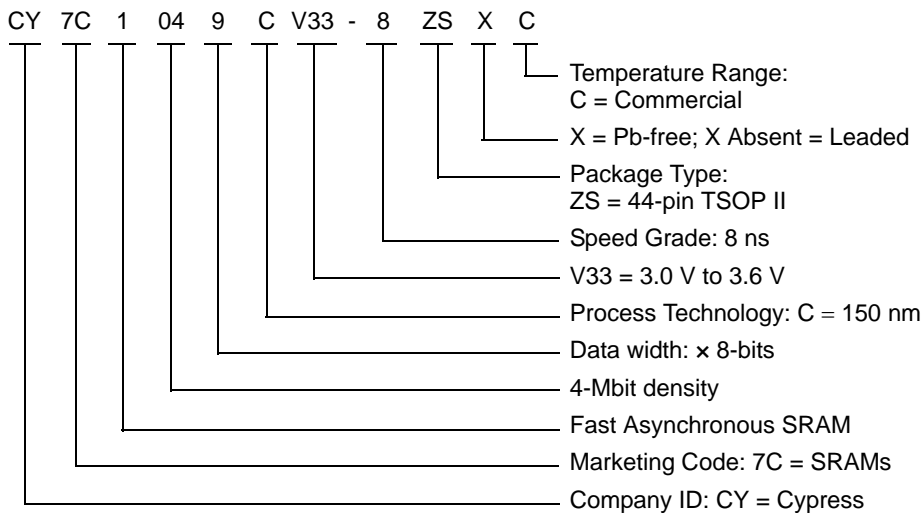 CY 7C 1 04 9 C V33 - 8 ZS X C
Temperature Range:
C = Commercial
X = Pb-free; X Absent = Leaded
Package Type:
ZS = 44-pin TSOP II
Speed Grade: 8 ns
V33 = 3.0 V to 3.6 V
Process Technology: C = 150 nm
Data width: × 8-bits
4-Mbit density
Fast Asynchronous SRAM
Marketing Code: 7C = SRAMs
Company ID: CY = Cypress